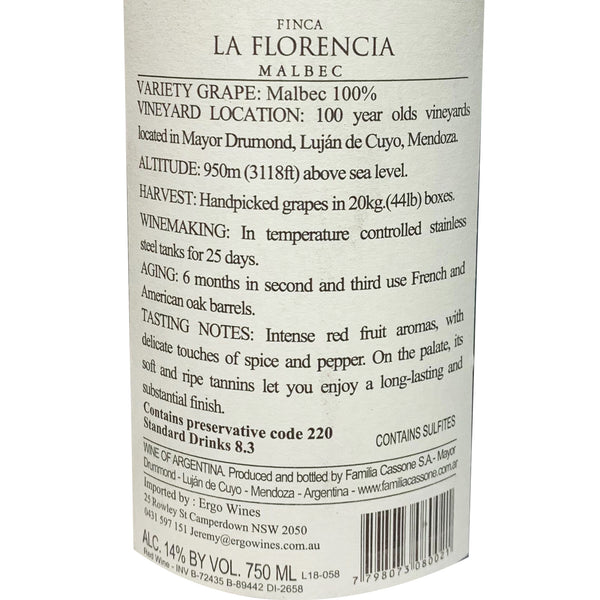 FINCA
LA FLORENCIA
MALBEC
VARIETY GRAPE: Malbec 100%
VINEYARD LOCATION: 100 year olds vineyards
located in Mayor Drumond, Luján de Cuyo, Mendoza.
ALTITUDE: 950m (3118ft) above sea level.
HARVEST: Handpicked grapes in 20kg.(44lb) boxes.
WINEMAKING: In temperature controlled stainless
steel tanks for 25 days.
AGING: 6 months in second and third use French and
American oak barrels.
TASTING NOTES: Intense red fruit aromas, with
delicate touches of spice and pepper. On the palate, its
soft and ripe tannins let you enjoy a long-lasting and
substantial finish.
Contains preservative code 220
Standard Drinks 8.3
CONTAINS SULFITES
WINE OF ARGENTINA. Produced and bottled by Familia Cassone S.A.- Mayor
Drummond - Luján de Cuyo - Mendoza - Argentina - www.familiacassone.com.ar
Imported by : Ergo Wines
25 Rowley St Camperdown NSW 2050
0431 597 151 Jeremy@ergowines.com.au
ALC. 14% BY VOL. 750 ML L18-058
Red Wine - INV B-72435 B-89442 DI-2658
7 798073 080021